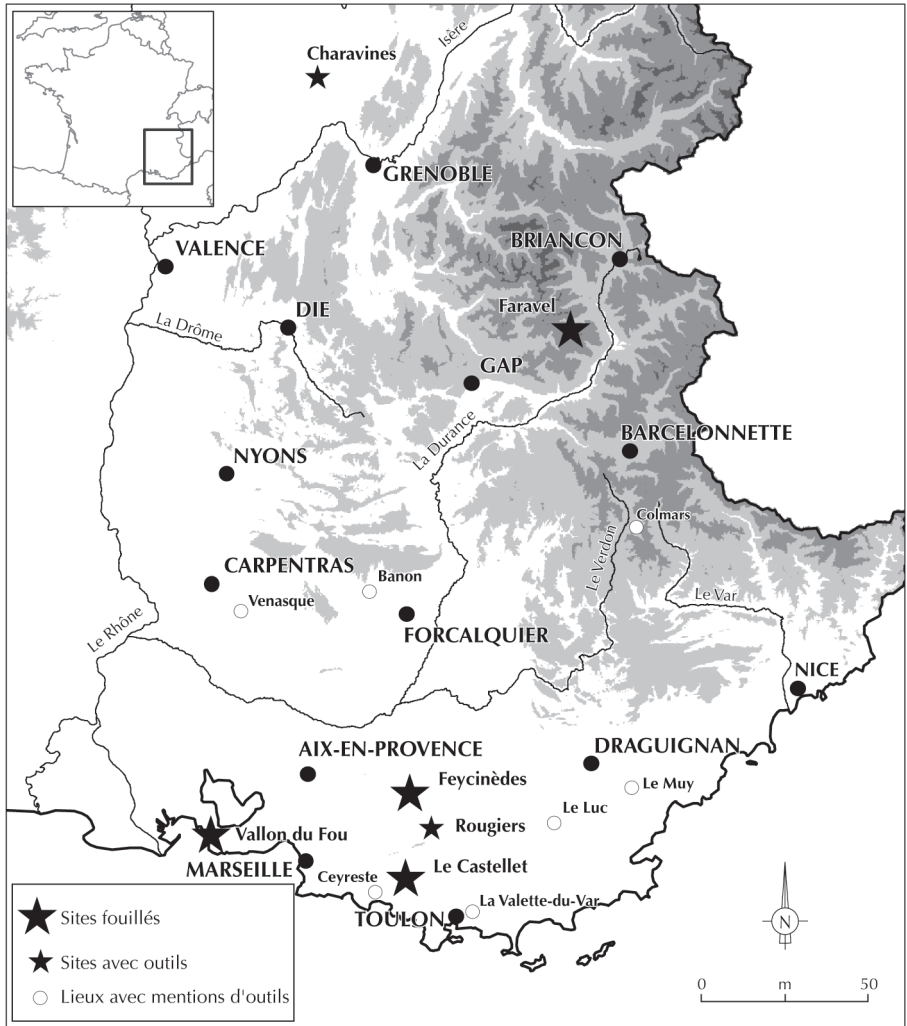 Charavines
Isère
GRENOBLE
VALENCE
BRIANCON
Faravel
DIE
La Drôme
GAP
La Durance
BARCELONNETTE
NYONS
Colmars
Le Verdon
CARPENTRAS
Banon
Venasque
Le Var
Le Rhône
FORCALQUIER
NICE
AIX-EN-PROVENCE
DRAGUIGNAN
Feycinèdes
Le Muy
Le Luc
Rougiers
Vallon du Fou
MARSEILLE
Le Castellet
Ceyreste
La Valette-du-Var
TOULON
Sites fouillés
Sites avec outils
Lieux avec mentions d'outils
N
0 m 50